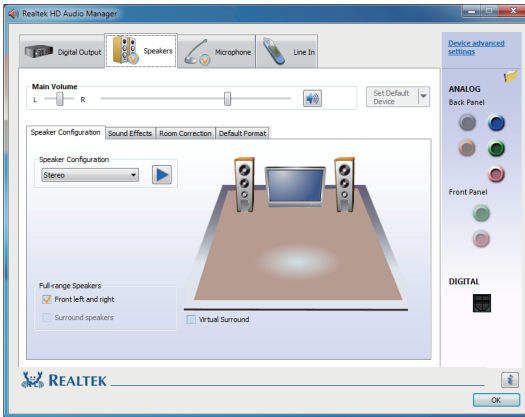 Realtek HD Audio Manager
Digital Output
Speakers
Microphone
Line In
Device advanced
settings
Main Volume
L
R
Set Default
Device
ANALOG
Back Panel
Speaker Configuration
Sound Effects
Room Correction
Default Format
Speaker Configuration
Stereo
Front Panel
Full-range Speakers
Front left and right
Surround speakers
Virtual Surround
DIGITAL
REALTEK
i
OK